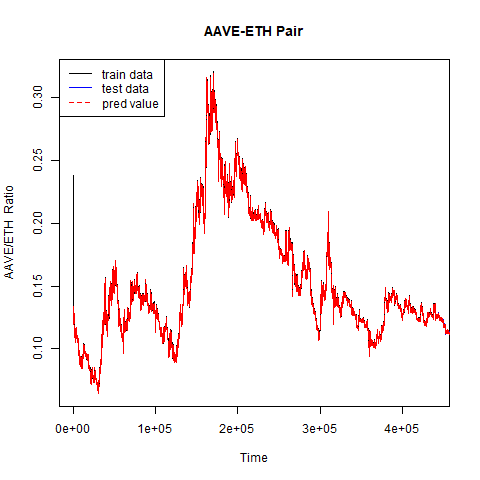 AAVE-ETH Pair
train data
test data
pred value
AAVE/ETH Ratio
0.30
0.25
0.20
0.15
0.10
0e+00 1e+05 2e+05 3e+05 4e+05
Time